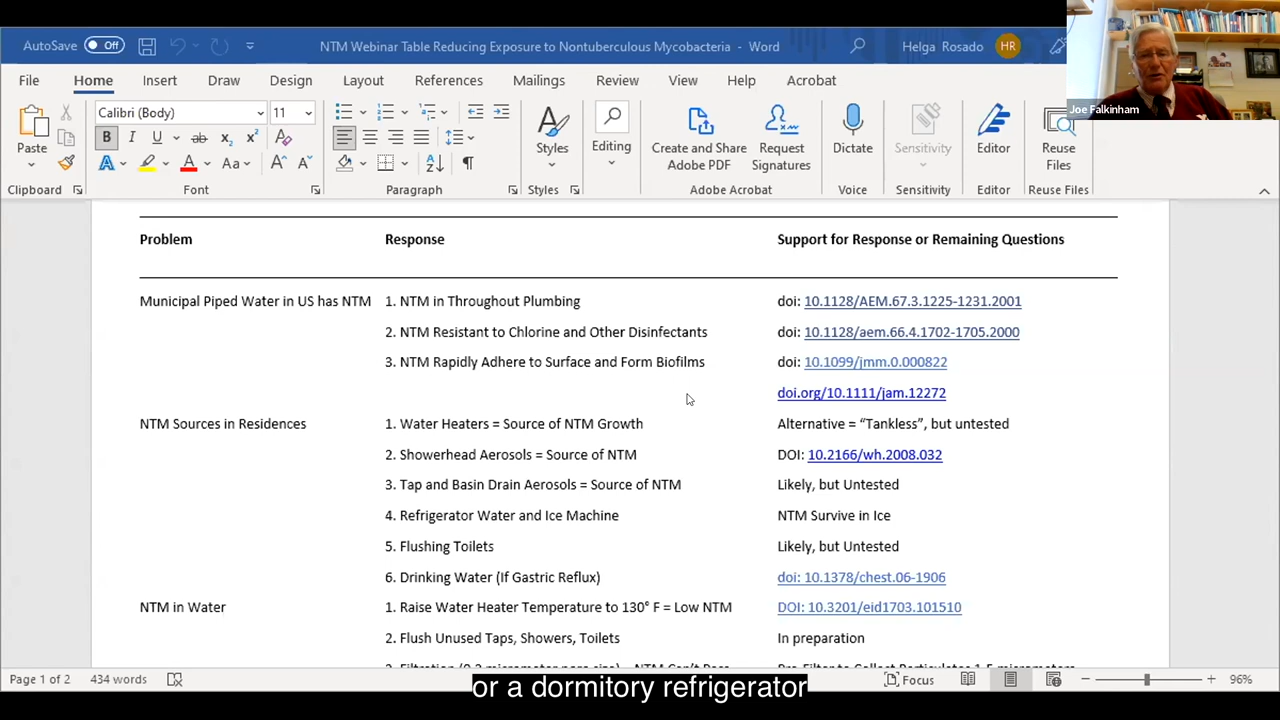 AutoSave Off NTM Webinar Table Reducing Exposure to Nontuberculous Mycobacteria - Word Helga Rosado HR
File Home Insert Draw Design Layout References Mailings Review View Help Acrobat
Joe Falkinham
Paste
Clipboard
Calibri (Body) 11
B I U ab x₂ x²
A A Aa A A
Font
Paragraph
Styles
Styles
Editing
Create and Share Adobe PDF
Request Signatures
Adobe Acrobat
Dictate
Voice
Sensitivity
Sensitivity
Editor
Editor
Reuse Files
Reuse Files
Problem Response Support for Response or Remaining Questions
Municipal Piped Water in US has NTM 1. NTM in Throughout Plumbing doi: 10.1128/AEM.67.3.1225-1231.2001
2. NTM Resistant to Chlorine and Other Disinfectants doi: 10.1128/aem.66.4.1702-1705.2000
3. NTM Rapidly Adhere to Surface and Form Biofilms doi: 10.1099/jmm.0.000822
doi.org/10.1111/jam.12272
NTM Sources in Residences 1. Water Heaters = Source of NTM Growth Alternative = “Tankless”, but untested
2. Showerhead Aerosols = Source of NTM DOI: 10.2166/wh.2008.032
3. Tap and Basin Drain Aerosols = Source of NTM Likely, but Untested
4. Refrigerator Water and Ice Machine NTM Survive in Ice
5. Flushing Toilets Likely, but Untested
6. Drinking Water (If Gastric Reflux) doi: 10.1378/chest.06-1906
NTM in Water 1. Raise Water Heater Temperature to 130° F = Low NTM DOI: 10.3201/eid1703.101510
2. Flush Unused Taps, Showers, Toilets In preparation
Page 1 of 2 434 words Focus 96%
or a dormitory refrigerator